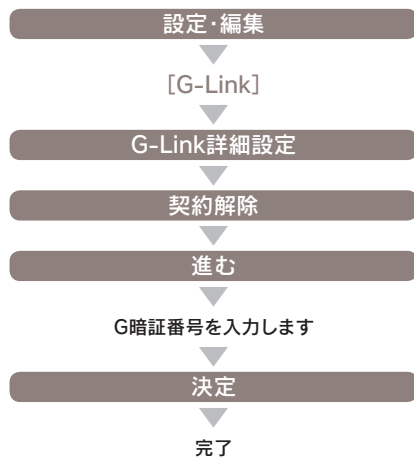 設定・編集
[G-Link]
G-Link詳細設定
契約解除
進む
G暗証番号を入力します
決定
完了